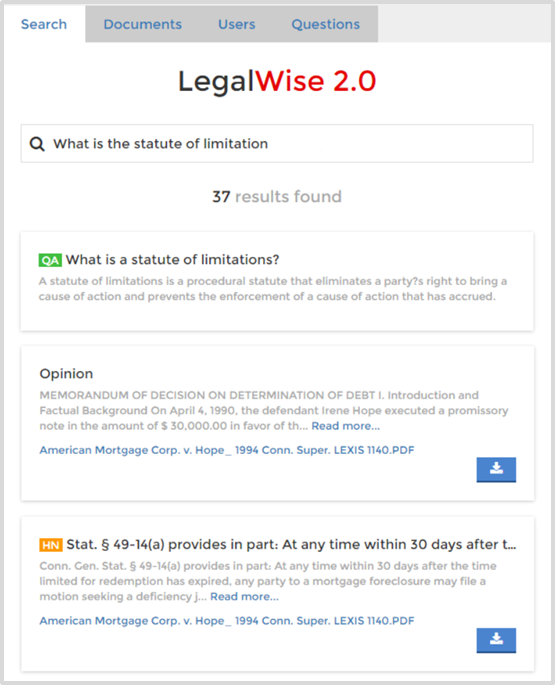 Search Documents Users Questions
LegalWise 2.0
What is the statute of limitation
37 results found
QA What is a statute of limitations?
A statute of limitations is a procedural statute that eliminates a party?s right to bring a
cause of action and prevents the enforcement of a cause of action that has accrued.
Opinion
MEMORANDUM OF DECISION ON DETERMINATION OF DEBT I. Introduction and
Factual Background On April 4, 1990, the defendant Irene Hope executed a promissory
note in the amount of $ 30,000.00 in favor of th... Read more...
American Mortgage Corp. v. Hope_ 1994 Conn. Super. LEXIS 1140.PDF
HN Stat. § 49-14(a) provides in part: At any time within 30 days after t...
Conn. Gen. Stat. § 49-14(a) provides in part: At any time within 30 days after the time
limited for redemption has expired, any party to a mortgage foreclosure may file a
motion seeking a deficiency j... Read more...
American Mortgage Corp. v. Hope_ 1994 Conn. Super. LEXIS 1140.PDF